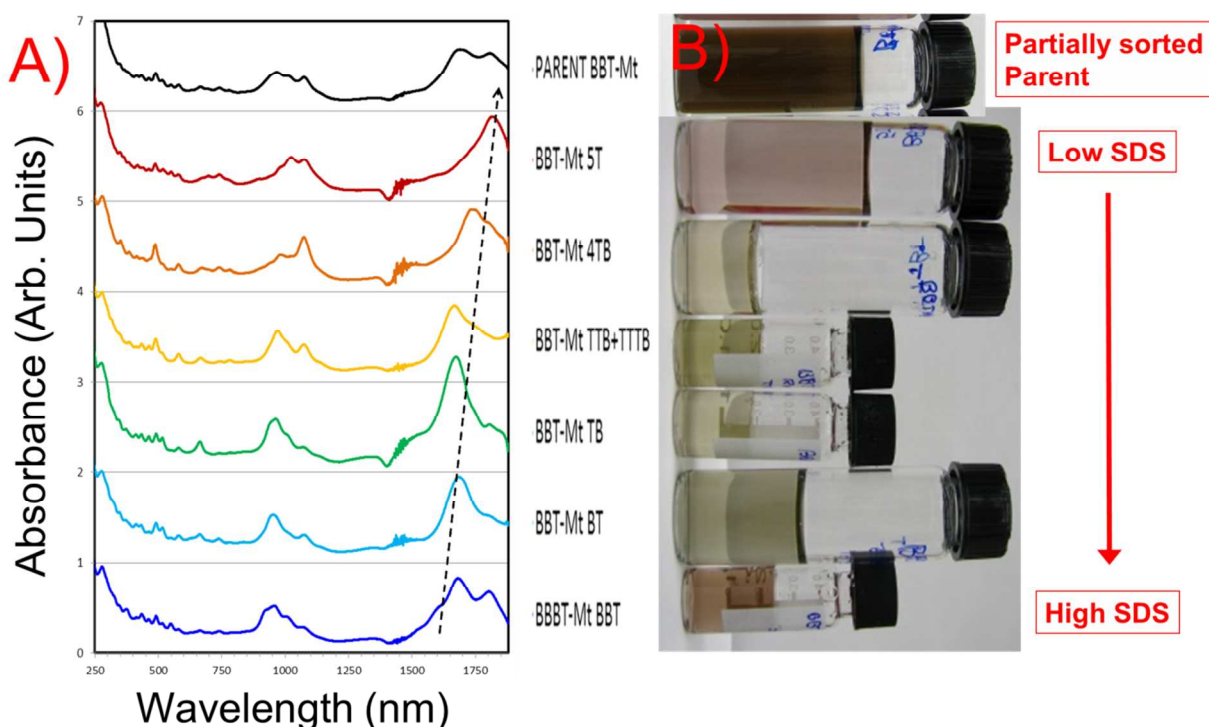 A)
Absorbance (Arb. Units)
7
6
5
4
3
2
1
0
PARENT BBT-Mt
BBT-Mt 5T
BBT-Mt 4TB
BBT-Mt TTB+TTTB
BBT-Mt TB
BBT-Mt BT
BBBT-Mt BBT
250
500
750
1000
1250
1500
1750
Wavelength (nm)
B)
Partially sorted
Parent
Low SDS
High SDS